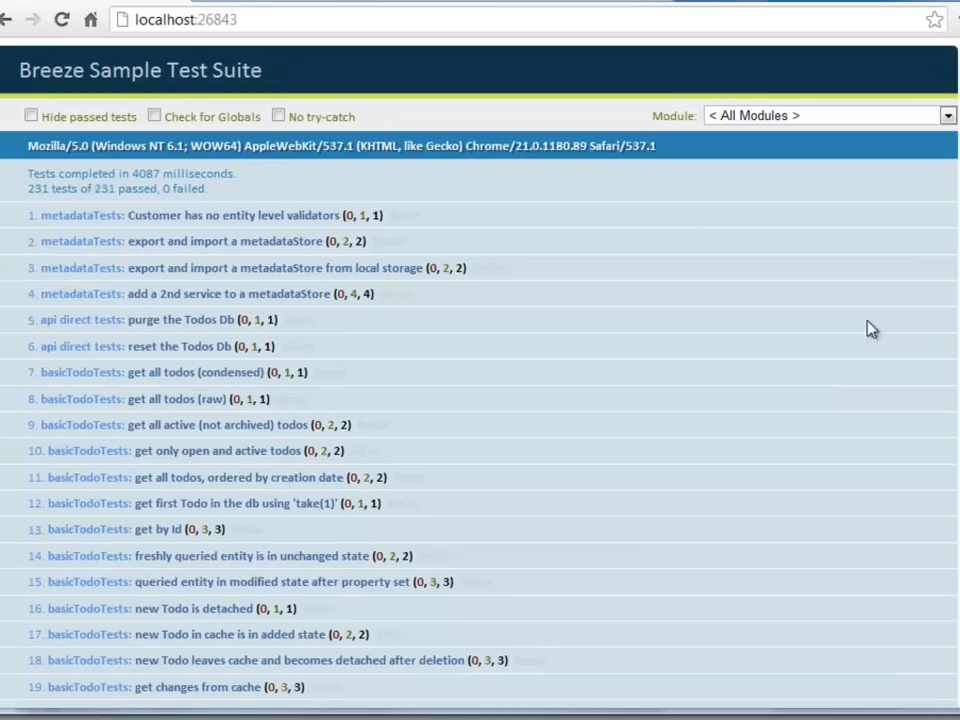 localhost:26843
Breeze Sample Test Suite
Hide passed tests Check for Globals No try-catch Module: < All Modules >
Mozilla/5.0 (Windows NT 6.1; WOW64) AppleWebKit/537.1 (KHTML, like Gecko) Chrome/21.0.1180.89 Safari/537.1
Tests completed in 4087 milliseconds.
231 tests of 231 passed, 0 failed.
1. metadataTests: Customer has no entity level validators (0, 1, 1)
2. metadataTests: export and import a metadataStore (0, 2, 2)
3. metadataTests: export and import a metadataStore from local storage (0, 2, 2)
4. metadataTests: add a 2nd service to a metadataStore (0, 4, 4)
5. api direct tests: purge the Todos Db (0, 1, 1)
6. api direct tests: reset the Todos Db (0, 1, 1)
7. basicTodoTests: get all todos (condensed) (0, 1, 1)
8. basicTodoTests: get all todos (raw) (0, 1, 1)
9. basicTodoTests: get all active (not archived) todos (0, 2, 2)
10. basicTodoTests: get only open and active todos (0, 2, 2)
11. basicTodoTests: get all todos, ordered by creation date (0, 2, 2)
12. basicTodoTests: get first Todo in the db using 'take(1)' (0, 1, 1)
13. basicTodoTests: get by Id (0, 3, 3)
14. basicTodoTests: freshly queried entity is in unchanged state (0, 2, 2)
15. basicTodoTests: queried entity in modified state after property set (0, 3, 3)
16. basicTodoTests: new Todo is detached (0, 1, 1)
17. basicTodoTests: new Todo in cache is in added state (0, 2, 2)
18. basicTodoTests: new Todo leaves cache and becomes detached after deletion (0, 3, 3)
19. basicTodoTests: get changes from cache (0, 3, 3)